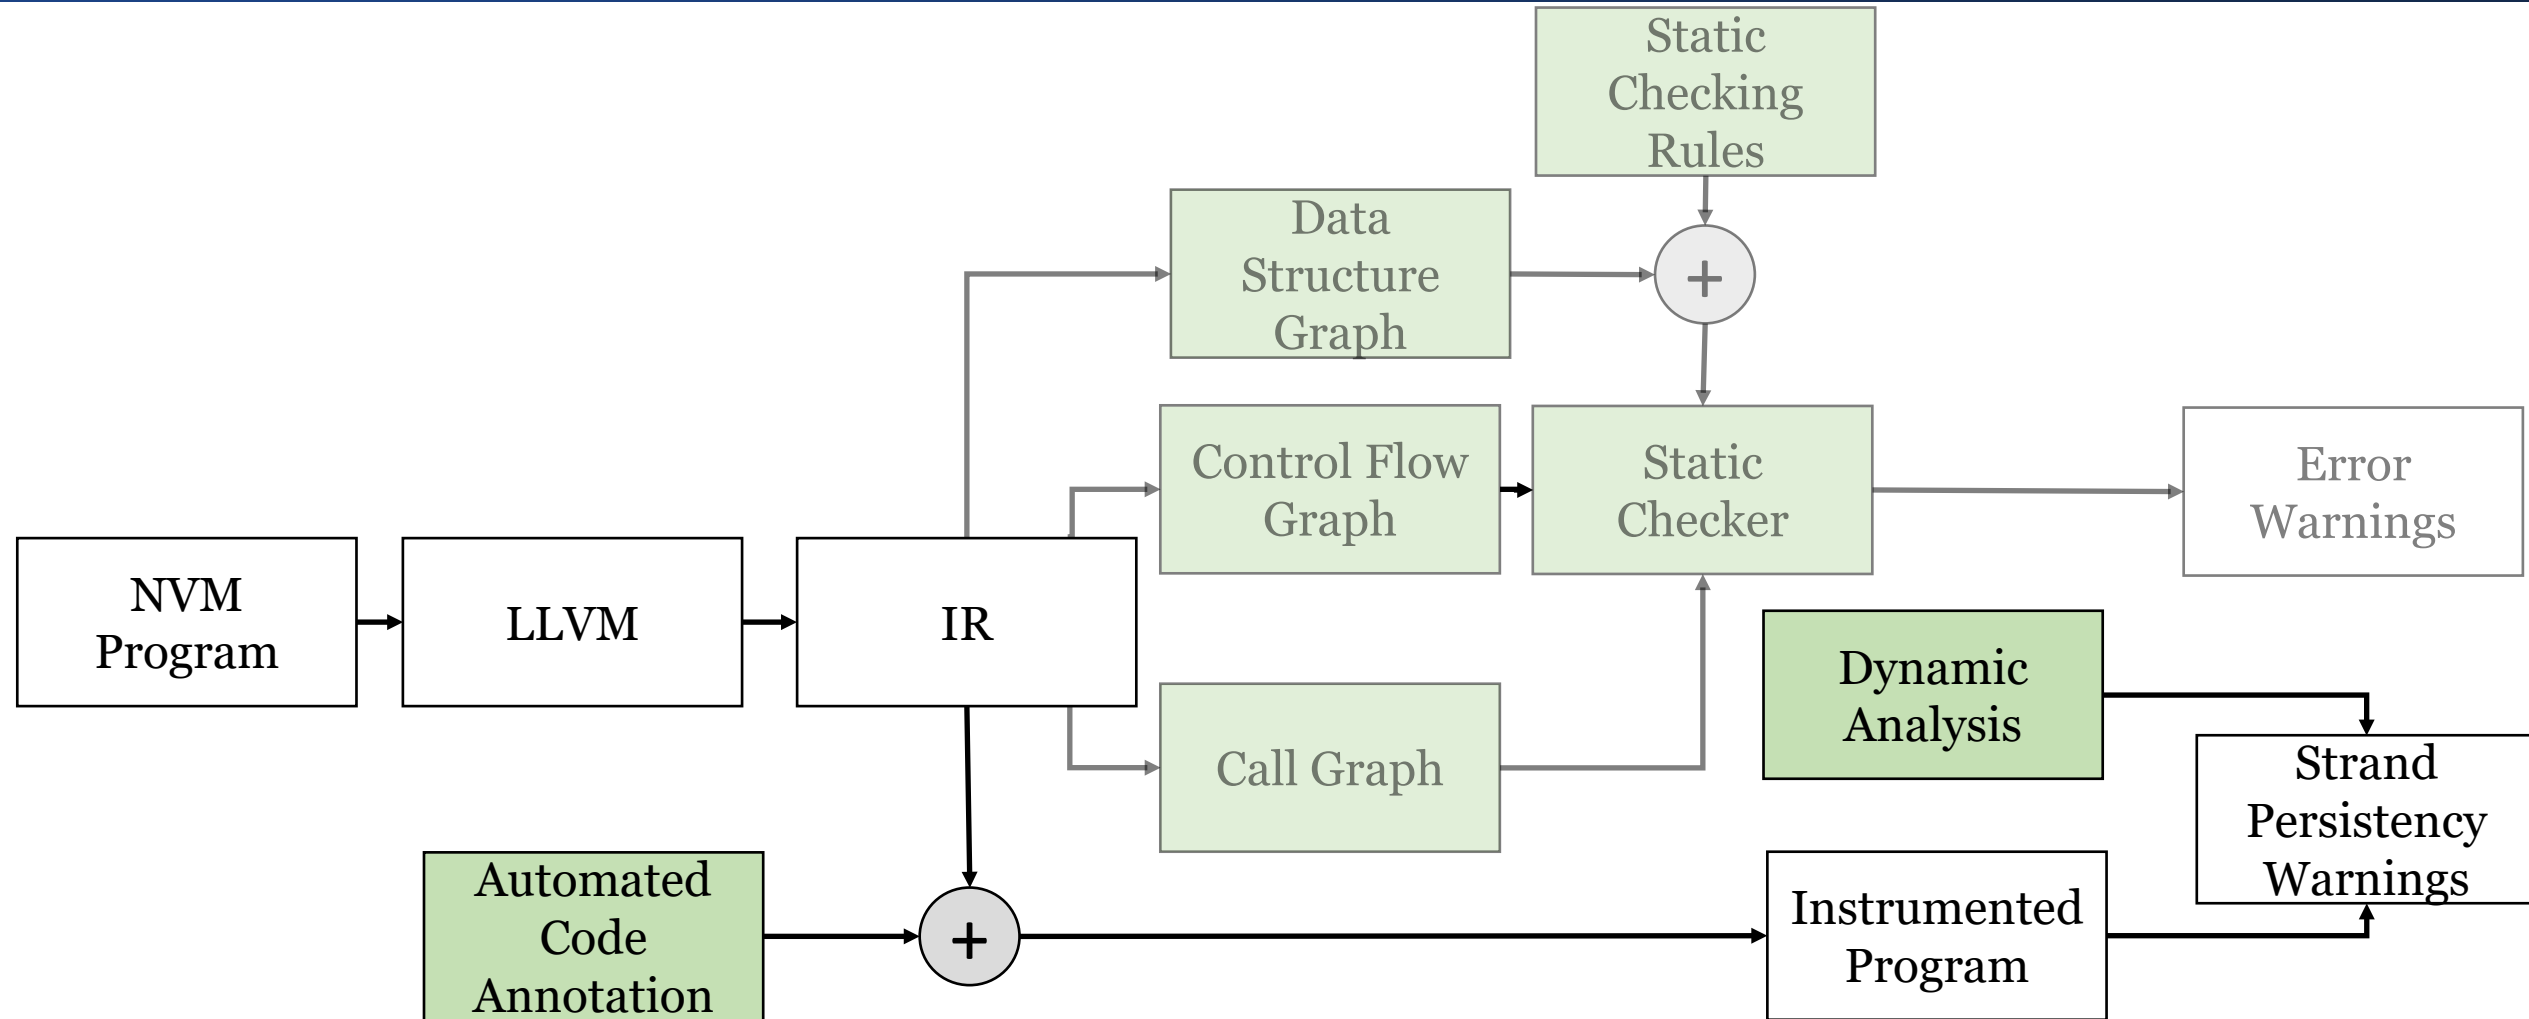 Static
Checking
Rules
Data
Structure
Graph
+
Control Flow
Graph
Static
Checker
Error
Warnings
NVM
Program
LLVM
IR
Dynamic
Analysis
Call Graph
Strand
Persistency
Warnings
Automated
Code
Annotation
+
Instrumented
Program